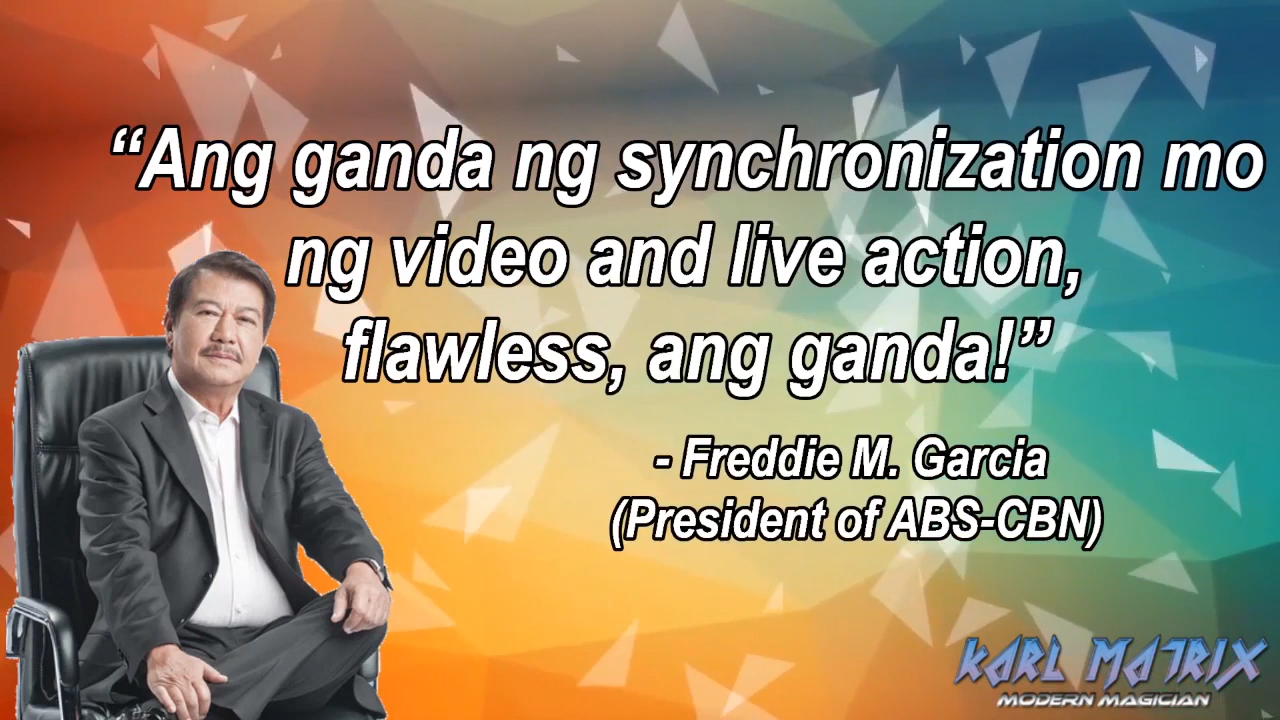 “Ang ganda ng synchronization mo
ng video and live action,
flawless, ang ganda!”
- Freddie M. Garcia
(President of ABS-CBN)
KARL MATRIX
MODERN MAGICIAN